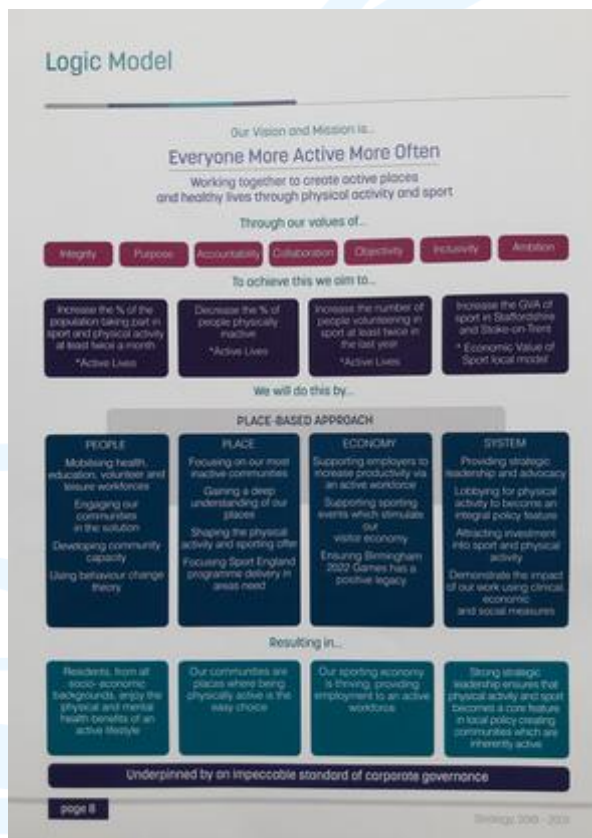 Logic Model
Our Vision and Mission is...
Everyone More Active More Often
Working together to create active places
and healthy lives through physical activity and sport
Through our values of...
Integrity Purpose Accountability Collaboration Objectivity Inclusivity Ambition
To achieve this we aim to...
Increase the % of the
population taking part in
sport and physical activity
at least twice a month
*Active Lives
Decrease the % of
people physically
inactive
*Active Lives
Increase the number of
people volunteering in
sport at least twice in
the last year
*Active Lives
Increase the GVA of
sport in Staffordshire
and Stoke-on-Trent
* Economic Value of
Sport local model
We will do this by...
PLACE-BASED APPROACH
PEOPLE
Mobilising health,
education, volunteer and
leisure workforces
Engaging our
communities
in the solution
Developing community
capacity
Using behaviour change
theory
PLACE
Focusing on our most
inactive communities
Gaining a deep
understanding of our
places
Shaping the physical
activity and sporting offer
Focusing Sport England
programme delivery in
areas need
ECONOMY
Supporting employers to
increase productivity via
an active workforce
Supporting sporting
events which stimulate
our
visitor economy
Ensuring Birmingham
2022 Games has a
positive legacy
SYSTEM
Providing strategic
leadership and advocacy
Lobbying for physical
activity to become an
integral policy feature
Attracting investment
into sport and physical
activity
Demonstrate the impact
of our work using clinical,
economic
and social measures
Resulting in...
Residents, from all
socio-economic
backgrounds, enjoy the
physical and mental
health benefits of an
active lifestyle
Our communities are
places where being
physically active is the
easy choice
Our sporting economy
is thriving, providing
employment to an active
workforce
Strong strategic
leadership ensures that
physical activity and sport
becomes a core feature
in local policy creating
communities which are
inherently active
Underpinned by an impeccable standard of corporate governance
page 8
Strategy